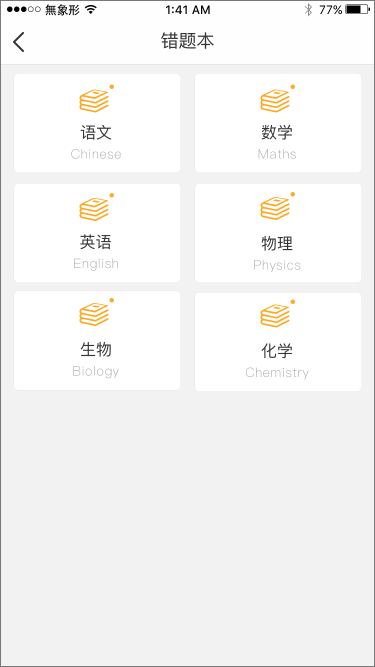 無象形 1:41 AM 77%
错题本
语文 数学
Chinese Maths
英语 物理
English Physics
生物 化学
Biology Chemistry